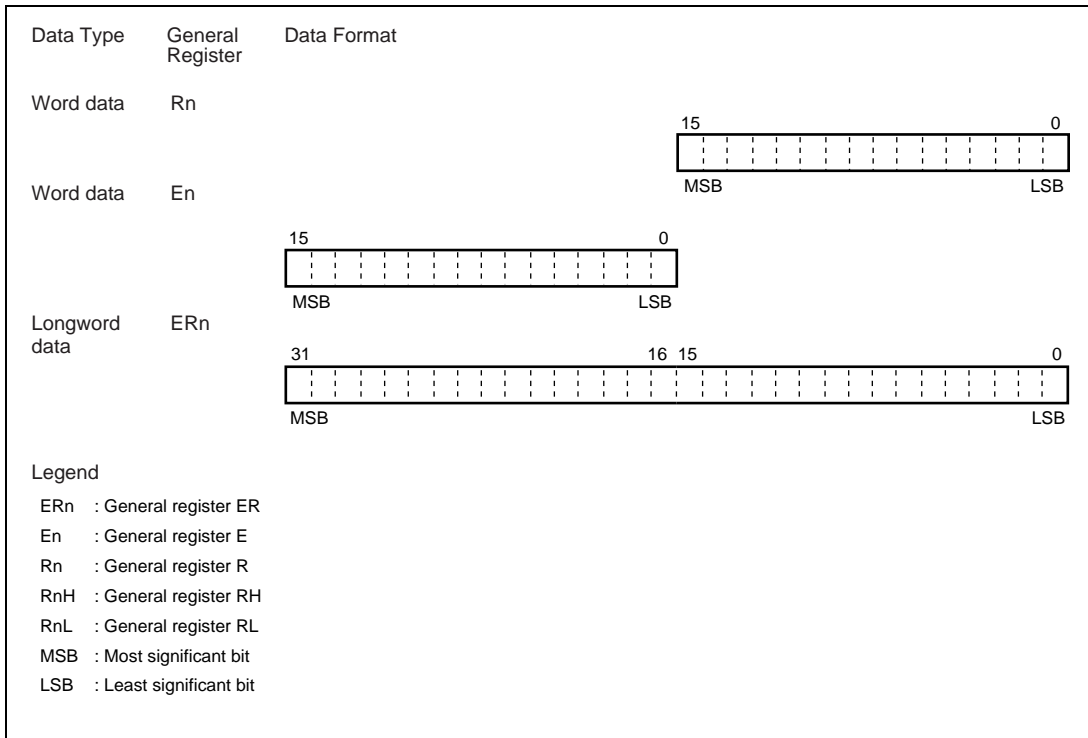 Data Type General Register Data Format
Word data Rn
15 0
MSB LSB
Word data En
15 0
MSB LSB
Longword data ERn
31 16 15 0
MSB LSB
Legend
ERn : General register ER
En : General register E
Rn : General register R
RnH : General register RH
RnL : General register RL
MSB : Most significant bit
LSB : Least significant bit